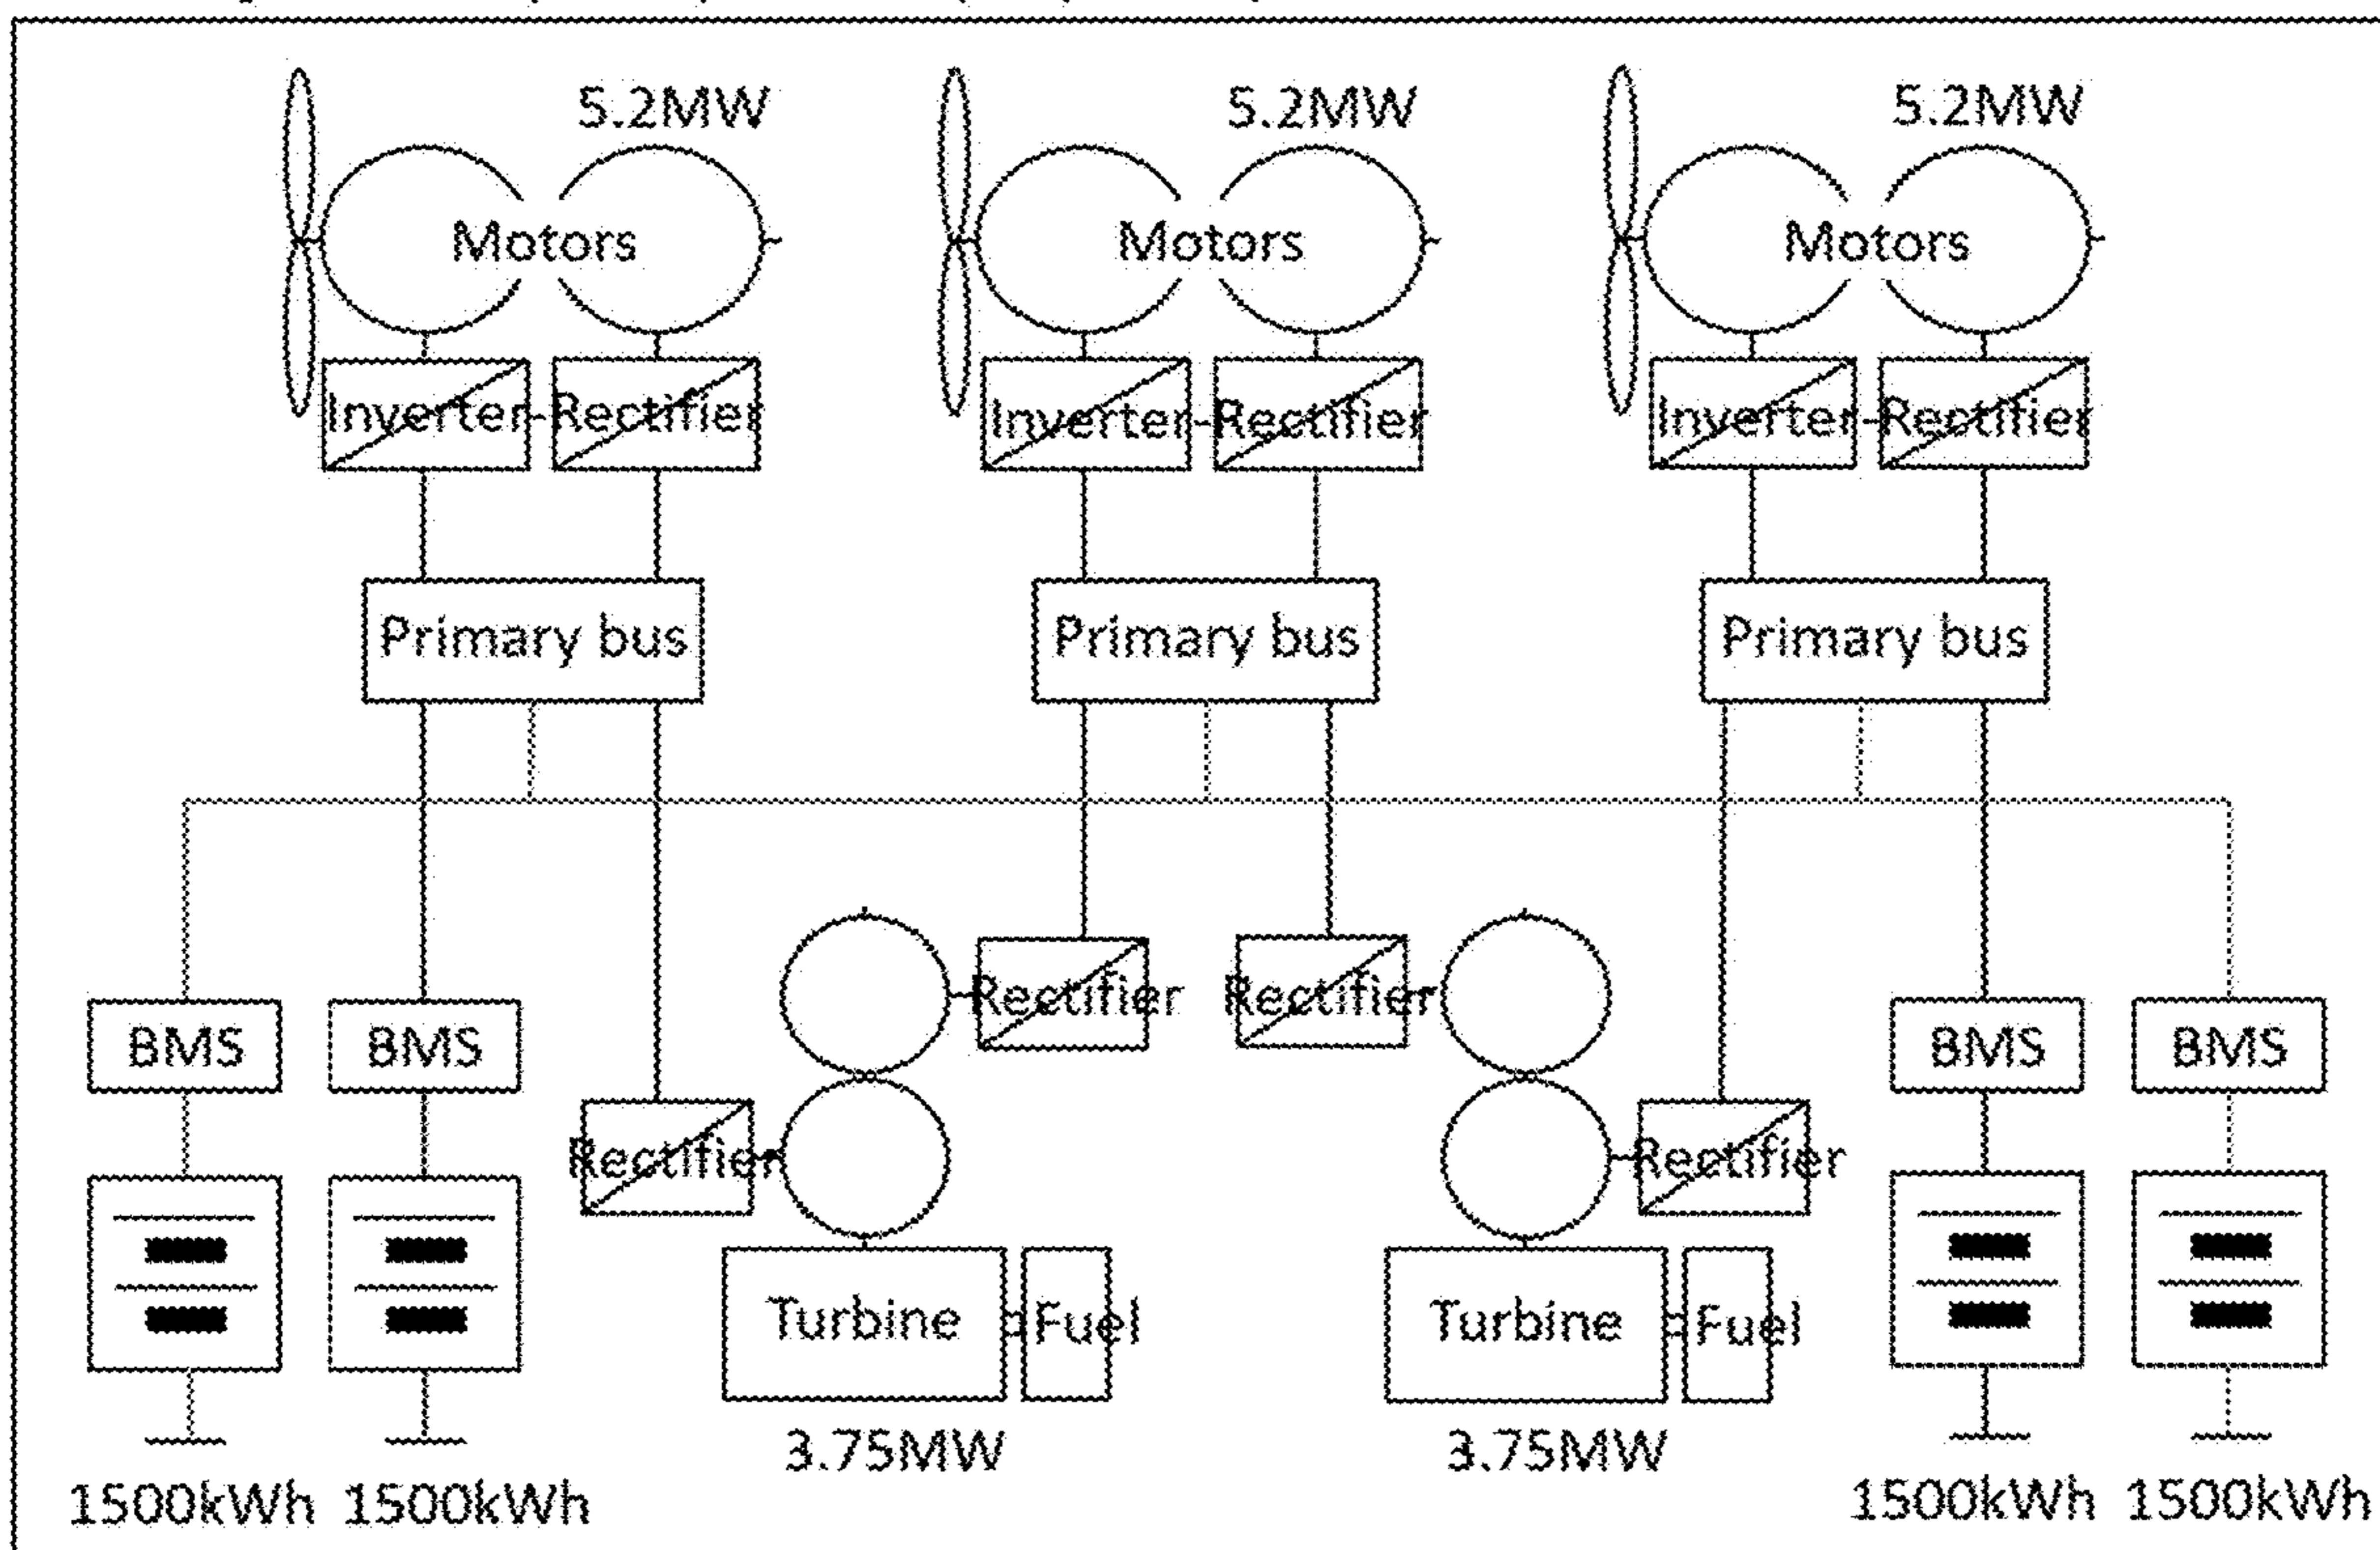 5.2MW 5.2MW 5.2MW
Motors Motors Motors
Inverter-Rectifier Inverter-Rectifier Inverter-Rectifier
Primary bus Primary bus Primary bus
Rectifier Rectifier
BMS BMS BMS BMS
Rectifier Rectifier
Turbine Fuel Turbine Fuel
3.75MW 3.75MW
1500kWh 1500kWh 1500kWh 1500kWh